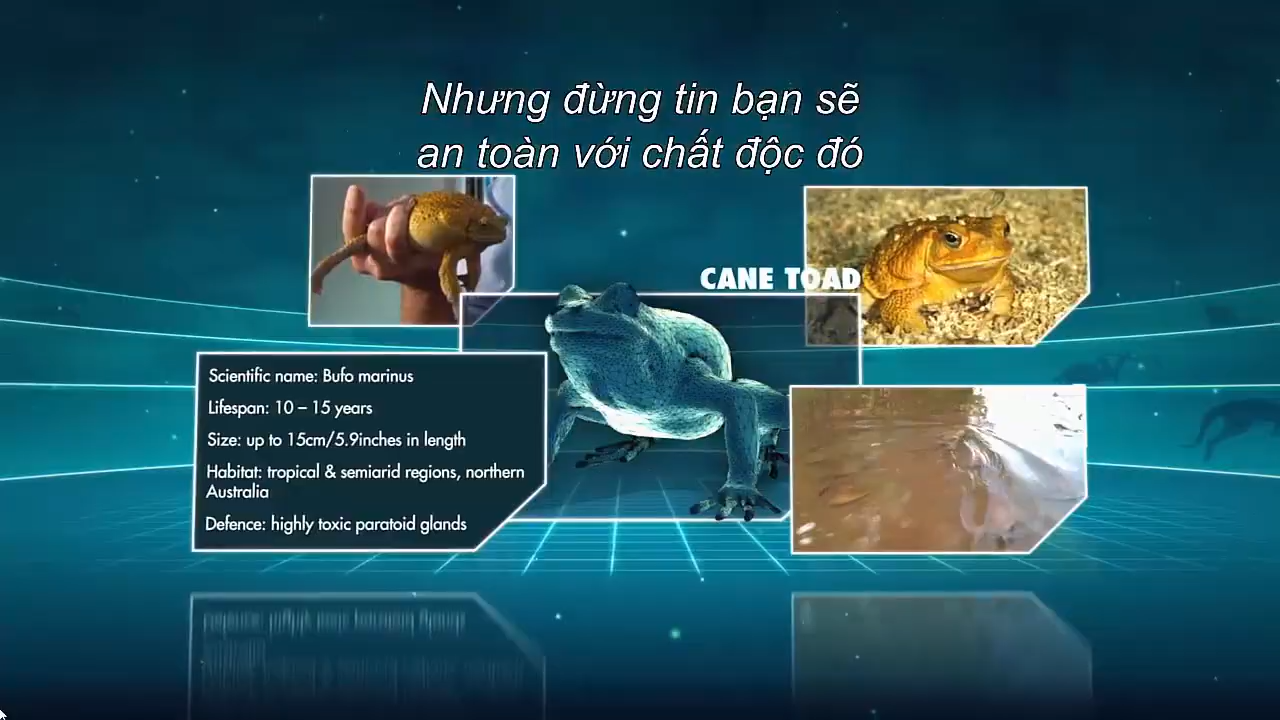 Nhưng đừng tin bạn sẽ
an toàn với chất độc đó
CANE TOAD
Scientific name: Bufo marinus
Lifespan: 10 – 15 years
Size: up to 15cm/5.9inches in length
Habitat: tropical & semiarid regions, northern
Australia
Defence: highly toxic paratoid glands